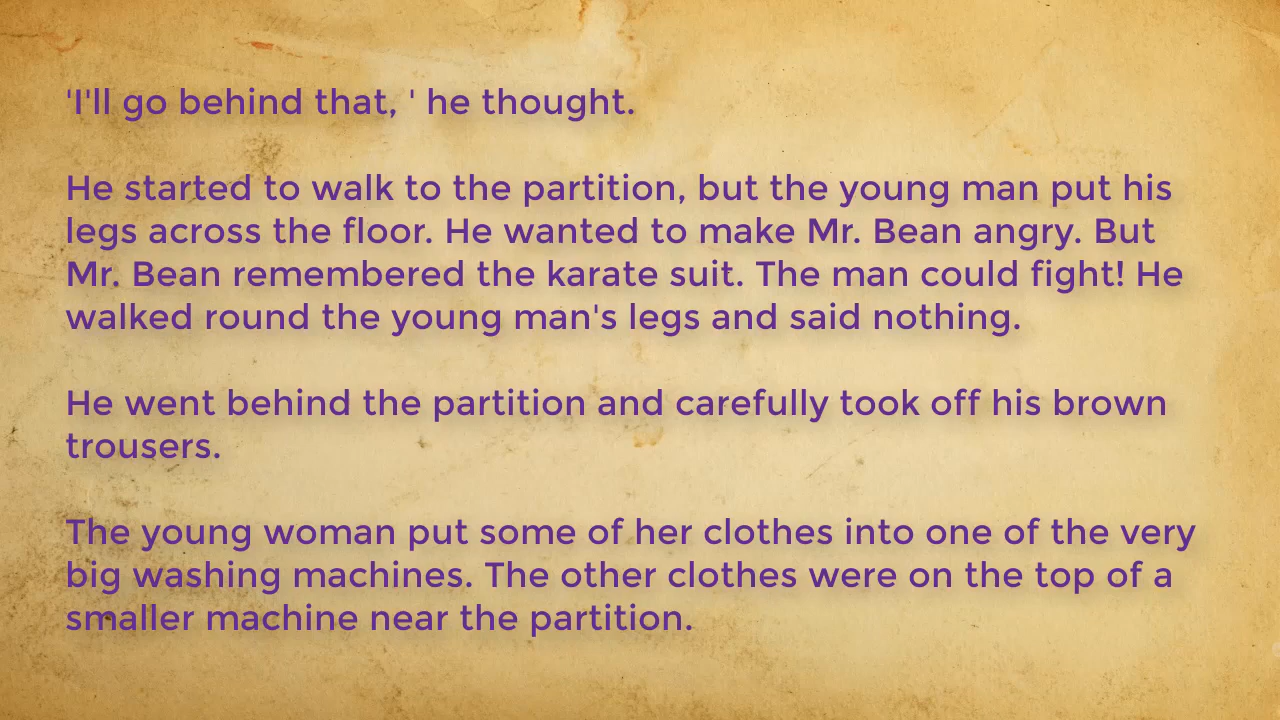 'I'll go behind that, ' he thought.
He started to walk to the partition, but the young man put his
legs across the floor. He wanted to make Mr. Bean angry. But
Mr. Bean remembered the karate suit. The man could fight! He
walked round the young man's legs and said nothing.
He went behind the partition and carefully took off his brown
trousers.
The young woman put some of her clothes into one of the very
big washing machines. The other clothes were on the top of a
smaller machine near the partition.